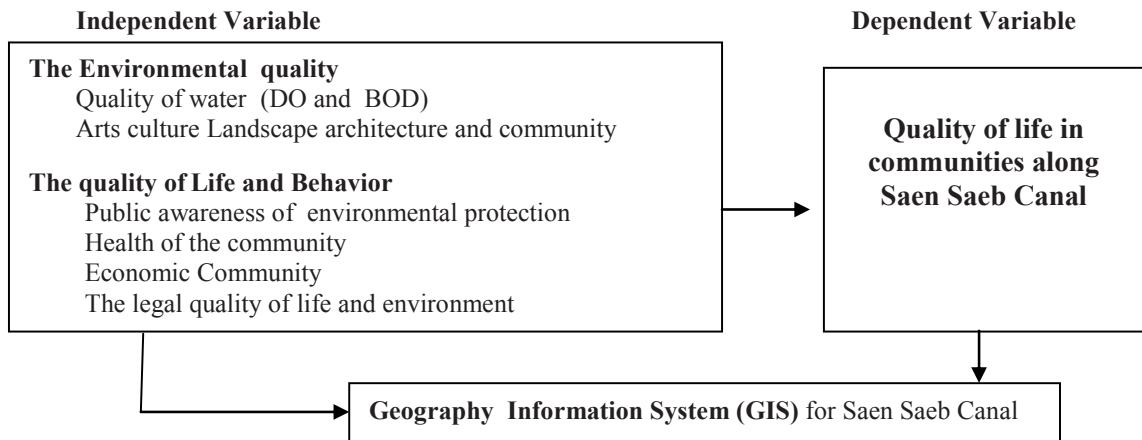 Independent Variable
Dependent Variable
The Environmental quality
Quality of water (DO and BOD)
Arts culture Landscape architecture and community
The quality of Life and Behavior
Public awareness of environmental protection
Health of the community
Economic Community
The legal quality of life and environment
Quality of life in
communities along
Saen Saeb Canal
Geography Information System (GIS) for Saen Saeb Canal